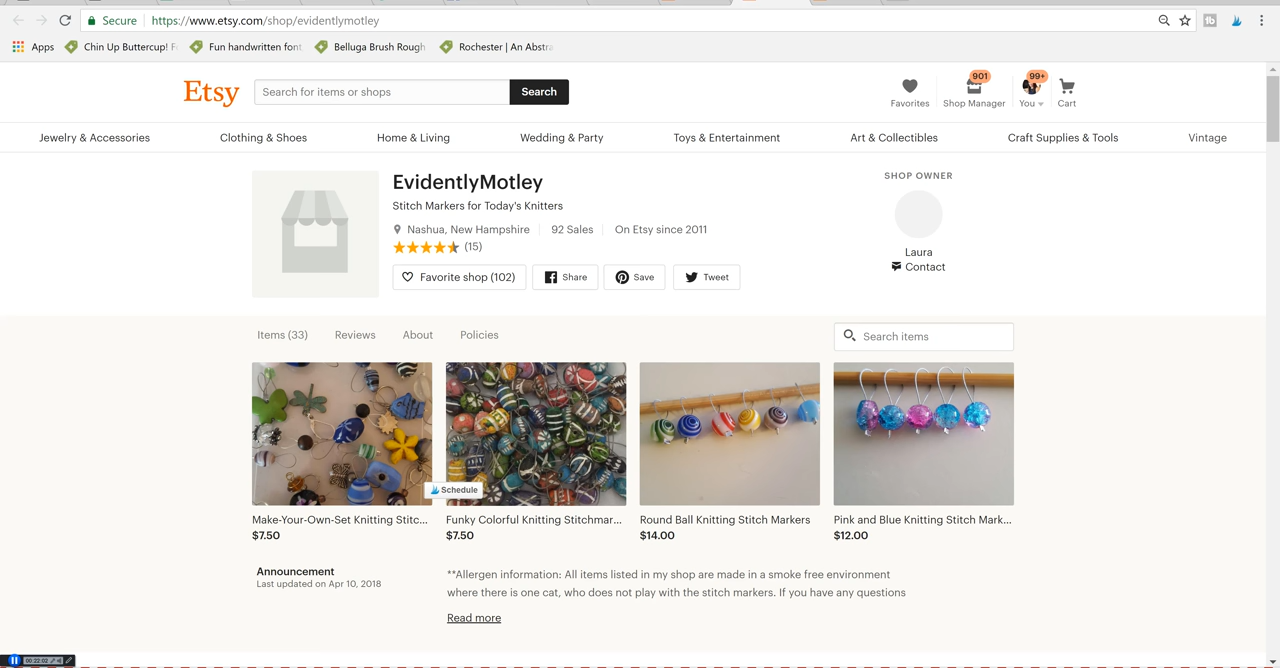 Secure
https://www.etsy.com/shop/evidentlymotley
Apps
Chin Up Buttercup! F
Fun handwritten font
Belluga Brush Rough
Rochester | An Abstra
Etsy
Search for items or shops
Search
Favorites
901
Shop Manager
99+
You
Cart
Jewelry & Accessories
Clothing & Shoes
Home & Living
Wedding & Party
Toys & Entertainment
Art & Collectibles
Craft Supplies & Tools
Vintage
EvidentlyMotley
Stitch Markers for Today's Knitters
Nashua, New Hampshire
92 Sales
On Etsy since 2011
(15)
Favorite shop (102)
Share
Save
Tweet
SHOP OWNER
Laura
Contact
Items (33)
Reviews
About
Policies
Search items
Schedule
Make-Your-Own-Set Knitting Stitc...
$7.50
Funky Colorful Knitting Stitchmar...
$7.50
Round Ball Knitting Stitch Markers
$14.00
Pink and Blue Knitting Stitch Mark...
$12.00
Announcement
Last updated on Apr 10, 2018
**Allergen information: All items listed in my shop are made in a smoke free environment
where there is one cat, who does not play with the stitch markers. If you have any questions
Read more
00:22:02